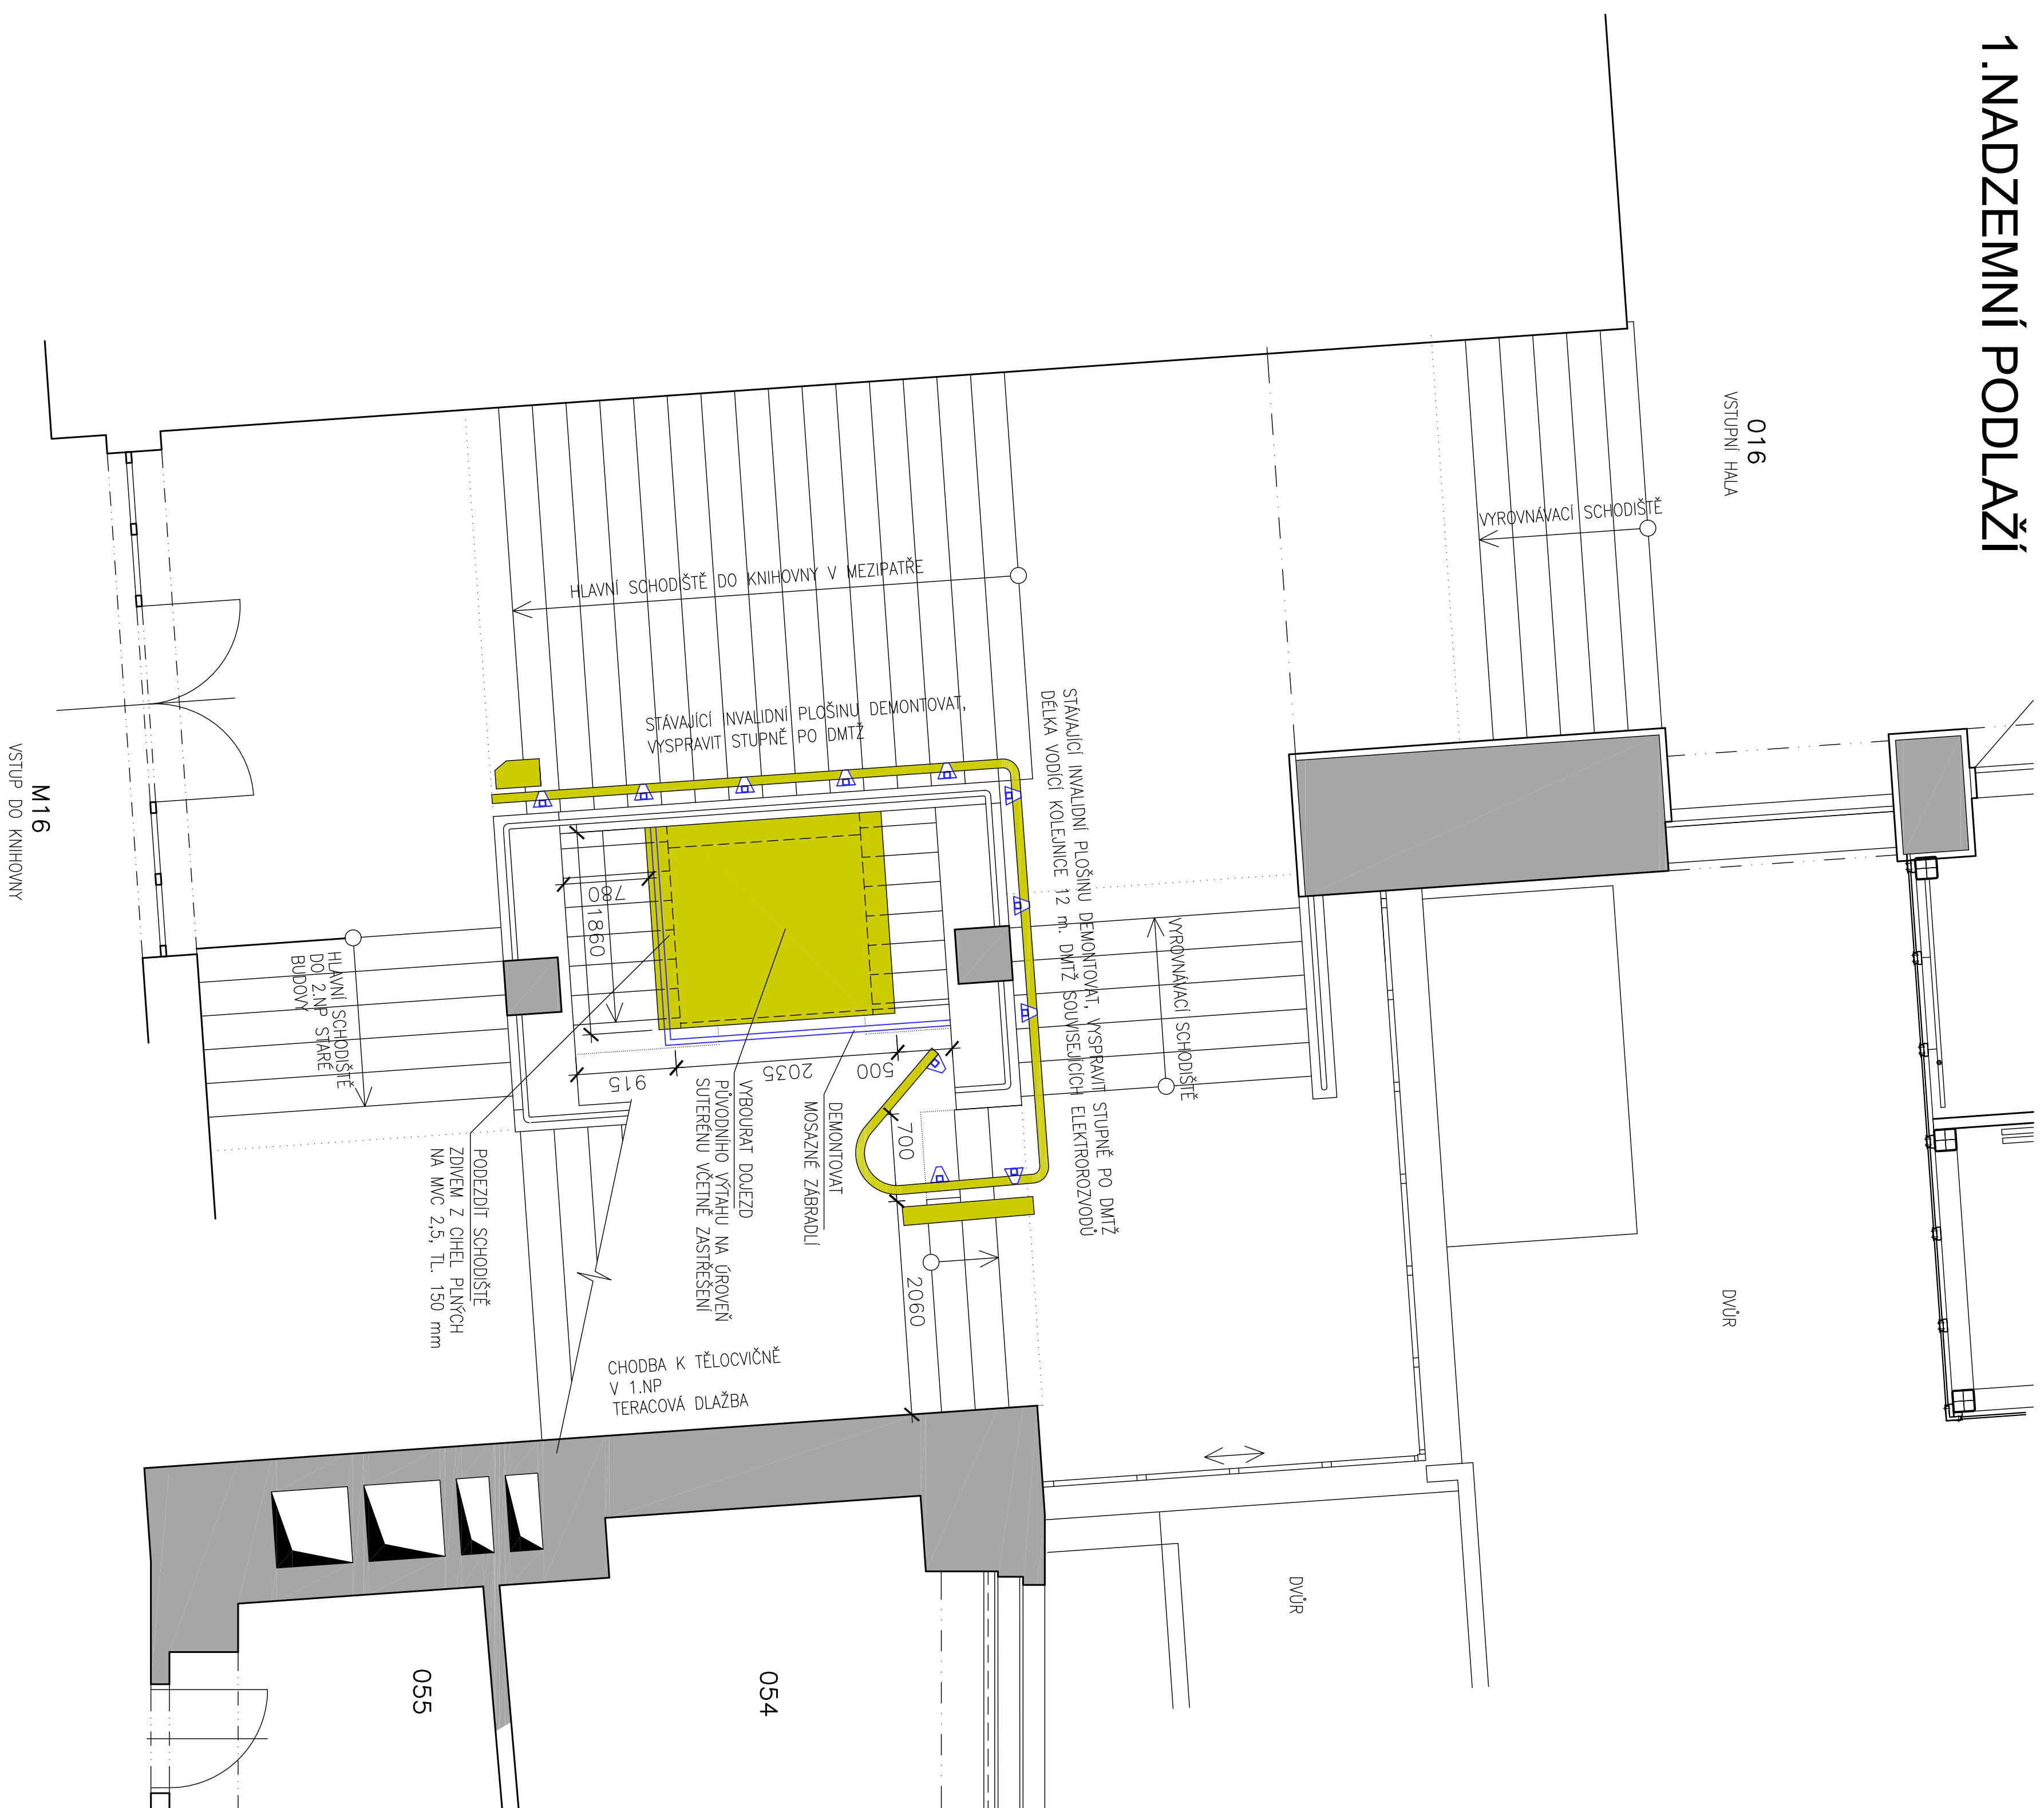 1.NADZEMNÍ PODLAŽÍ
016
VSTUPNÍ HALA
VYROVNÁVACÍ SCHODIŠTĚ
HLAVNÍ SCHODIŠTĚ DO KNIHOVNY V MEZIPATŘE
STÁVAJÍCÍ INVALIDNÍ PLOŠINU DEMONTOVAT,
VYSPRAVIT STUPNĚ PO DMTŽ
STÁVAJÍCÍ INVALIDNÍ PLOŠINU DEMONTOVAT, VYSPRAVIT STUPNĚ PO DMTŽ
DÉLKA VODÍCÍ KOLEJNICE 12 m. DMTŽ SOUVISEJÍCÍCH ELEKTROROZVODŮ
M16
VSTUP DO KNIHOVNY
780
1860
VYROVNÁVACÍ SCHODIŠTĚ
HLAVNÍ SCHODIŠTĚ
DO 2.NP STARÉ
BUDOVY
915
2035
500
700
2060
DEMONTOVAT
MOSAZNÉ ZÁBRADLÍ
VYBOURAT DOJEZD
PŮVODNÍHO VÝTAHU NA ÚROVEŇ
SUTERÉNU VČETNĚ ZASTŘEŠENÍ
PODEZDÍT SCHODIŠTĚ
ZDIVEM Z CIHEL PLNÝCH
NA MVC 2,5, TL. 150 mm
CHODBA K TĚLOCVIČNĚ
V 1.NP
TERACOVÁ DLAŽBA
DVŮR
DVŮR
054
055